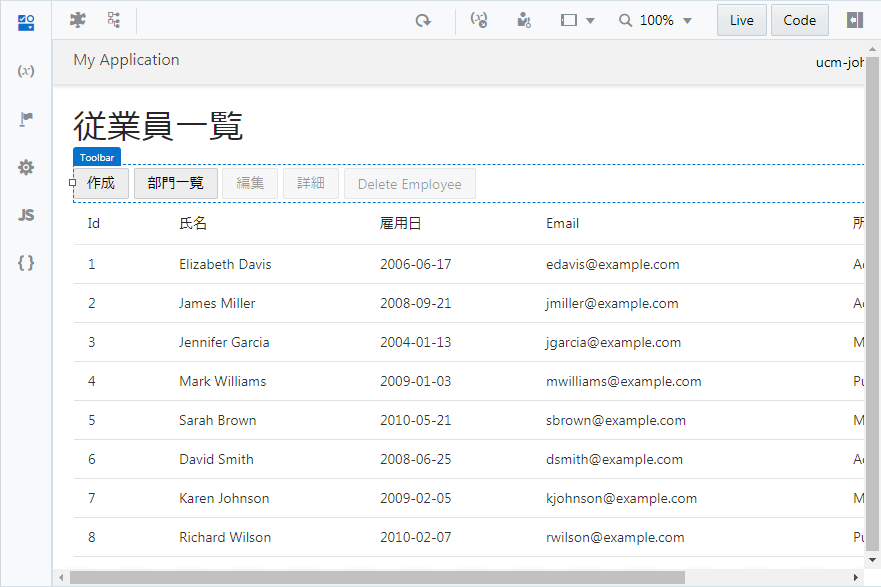 100% Live Code
My Application ucm-joh
(x)
従業員一覧
Toolbar
作成 部門一覧 編集 詳細 Delete Employee
JS
Id 氏名 雇用日 Email 所
{ }
1 Elizabeth Davis 2006-06-17 edavis@example.com Ac
2 James Miller 2008-09-21 jmiller@example.com Ac
3 Jennifer Garcia 2004-01-13 jgarcia@example.com M
4 Mark Williams 2009-01-03 mwilliams@example.com Pu
5 Sarah Brown 2010-05-21 sbrown@example.com M
6 David Smith 2008-06-25 dsmith@example.com Ac
7 Karen Johnson 2009-02-05 kjohnson@example.com M
8 Richard Wilson 2010-02-07 rwilson@example.com Pu